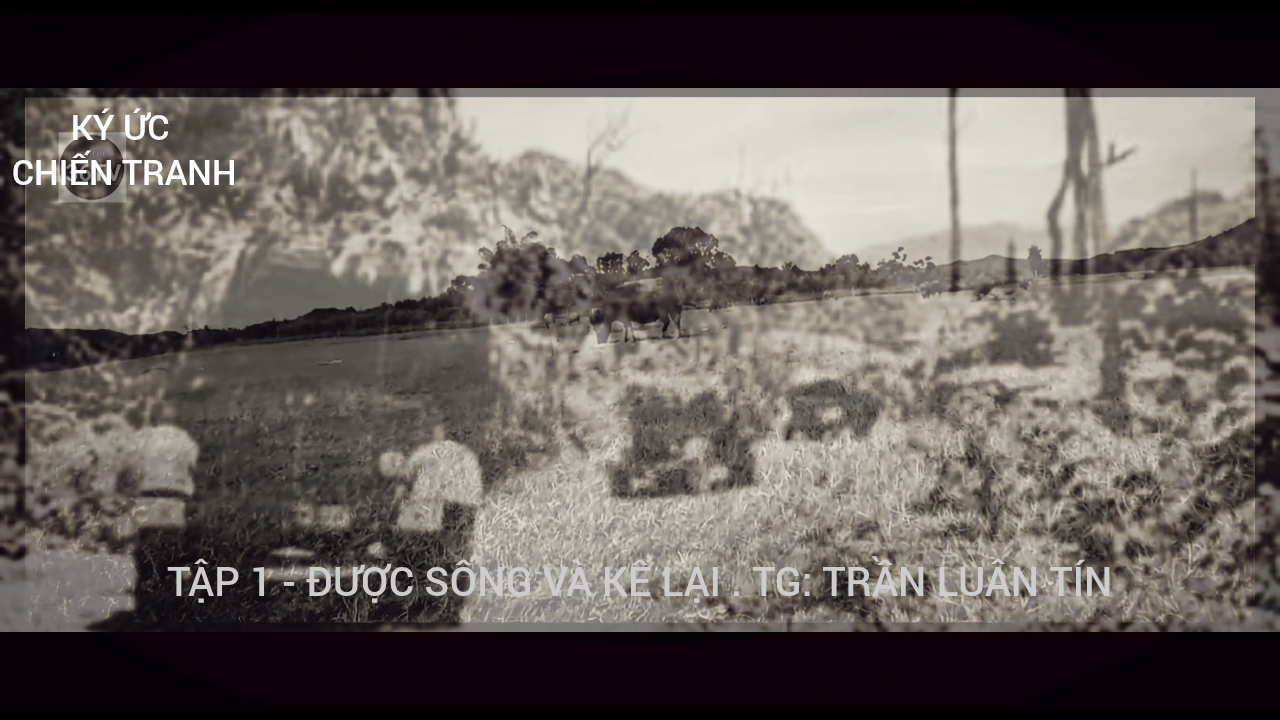 KÝ ỨC
CHIẾN TRANH
TẬP 1 - ĐƯỢC SỐNG VÀ KỂ LẠI . TG: TRẦN LUÂN TÍN